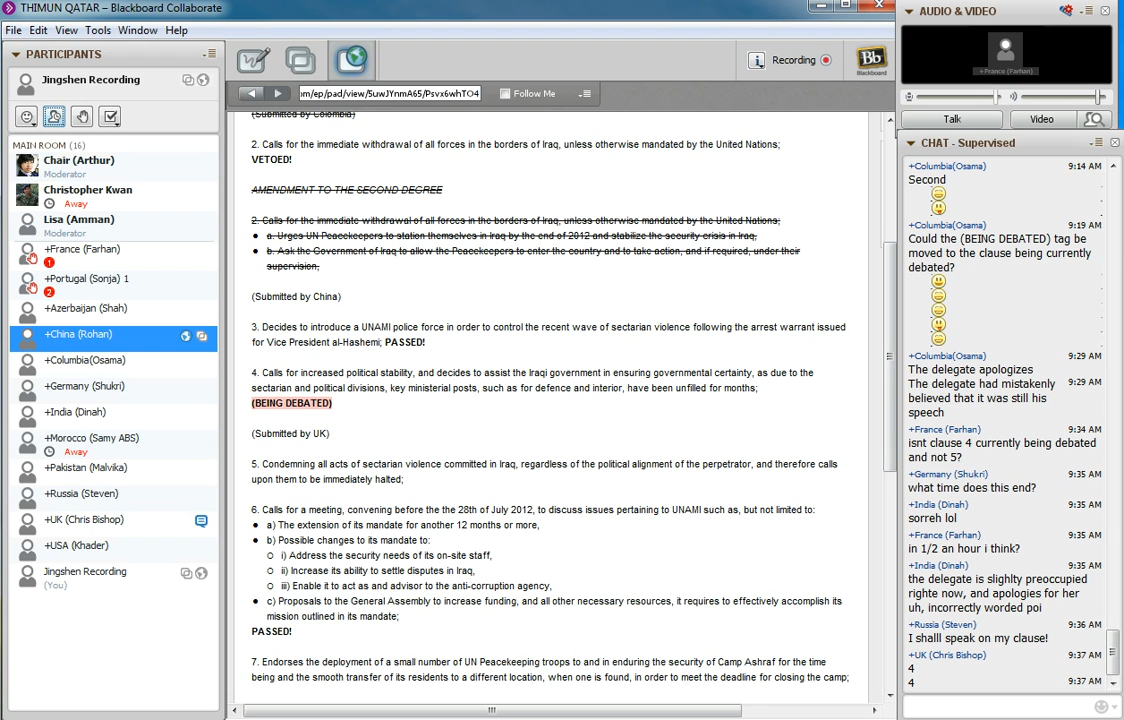 THIMUN QATAR – Blackboard Collaborate
File Edit View Tools Window Help
PARTICIPANTS
Jingshen Recording
MAIN ROOM (16)
Chair (Arthur)
Moderator
Christopher Kwan
Away
Lisa (Amman)
Moderator
+France (Farhan)
1
+Portugal (Sonja) 1
2
+Azerbaijan (Shah)
+China (Rohan)
+Columbia(Osama)
+Germany (Shukri)
+India (Dinah)
+Morocco (Samy ABS)
Away
+Pakistan (Malvika)
+Russia (Steven)
+UK (Chris Bishop)
+USA (Khader)
Jingshen Recording
(You)
i Recording
Bb
Blackboard
om/ep/pad/view/5uwJYnmA65/Psvx6whTO4 Follow Me
(Submitted by Colombia)
2. Calls for the immediate withdrawal of all forces in the borders of Iraq, unless otherwise mandated by the United Nations;
VETOED!
AMENDMENT TO THE SECOND DEGREE
2. Calls for the immediate withdrawal of all forces in the borders of Iraq, unless otherwise mandated by the United Nations;
a. Urges UN Peacekeepers to station themselves in Iraq by the end of 2012 and stabilize the security crisis in Iraq,
b. Ask the Government of Iraq to allow the Peacekeepers to enter the country and to take action, and if required, under their
supervision,
(Submitted by China)
3. Decides to introduce a UNAMI police force in order to control the recent wave of sectarian violence following the arrest warrant issued
for Vice President al-Hashemi; PASSED!
4. Calls for increased political stability, and decides to assist the Iraqi government in ensuring governmental certainty, as due to the
sectarian and political divisions, key ministerial posts, such as for defence and interior, have been unfilled for months;
(BEING DEBATED)
(Submitted by UK)
5. Condemning all acts of sectarian violence committed in Iraq, regardless of the political alignment of the perpetrator, and therefore calls
upon them to be immediately halted;
6. Calls for a meeting, convening before the the 28th of July 2012, to discuss issues pertaining to UNAMI such as, but not limited to:
a) The extension of its mandate for another 12 months or more,
b) Possible changes to its mandate to:
i) Address the security needs of its on-site staff,
ii) Increase its ability to settle disputes in Iraq,
iii) Enable it to act as and advisor to the anti-corruption agency,
c) Proposals to the General Assembly to increase funding, and all other necessary resources, it requires to effectively accomplish its
mission outlined in its mandate;
PASSED!
7. Endorses the deployment of a small number of UN Peacekeeping troops to and in enduring the security of Camp Ashraf for the time
being and the smooth transfer of its residents to a different location, when one is found, in order to meet the deadline for closing the camp;
AUDIO & VIDEO
+France (Farhan)
Talk Video
CHAT - Supervised
+Columbia(Osama) 9:14 AM
Second
+Columbia(Osama) 9:19 AM
Could the (BEING DEBATED) tag be
moved to the clause being currently
debated?
+Columbia(Osama) 9:29 AM
The delegate apologizes
The delegate had mistakenly 9:29 AM
believed that it was still his
speech
+France (Farhan) 9:34 AM
isnt clause 4 currently being debated
and not 5?
+Germany (Shukri) 9:35 AM
what time does this end?
+India (Dinah) 9:35 AM
sorreh lol
+France (Farhan) 9:35 AM
in 1/2 an hour i think?
+India (Dinah) 9:35 AM
the delegate is slighlty preoccupied
righte now, and apologies for her
uh, incorrectly worded poi
+Russia (Steven) 9:36 AM
I shalll speak on my clause!
+UK (Chris Bishop) 9:37 AM
4
4 9:37 AM